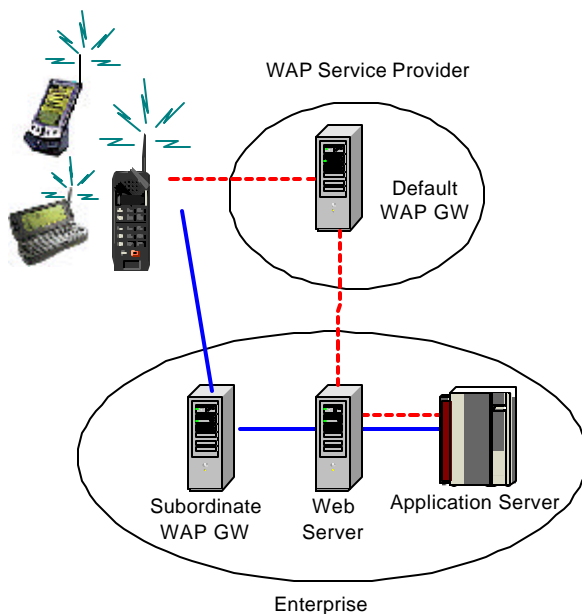 WAP Service Provider
Default
WAP GW
Subordinate
WAP GW
Web
Server
Application Server
Enterprise